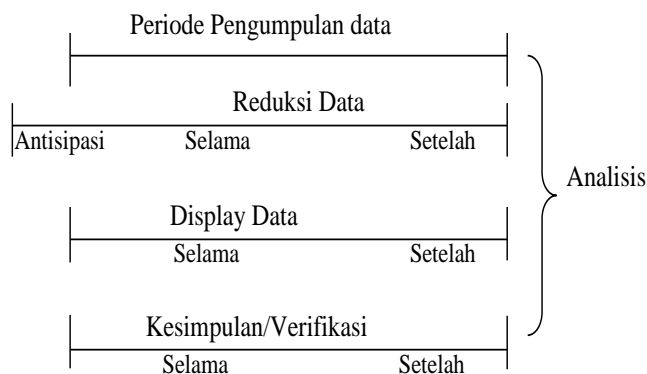 Periode Pengumpulan data
Reduksi Data
Antisipasi Selama Setelah
Analisis
Display Data
Selama Setelah
Kesimpulan/Verifikasi
Selama Setelah